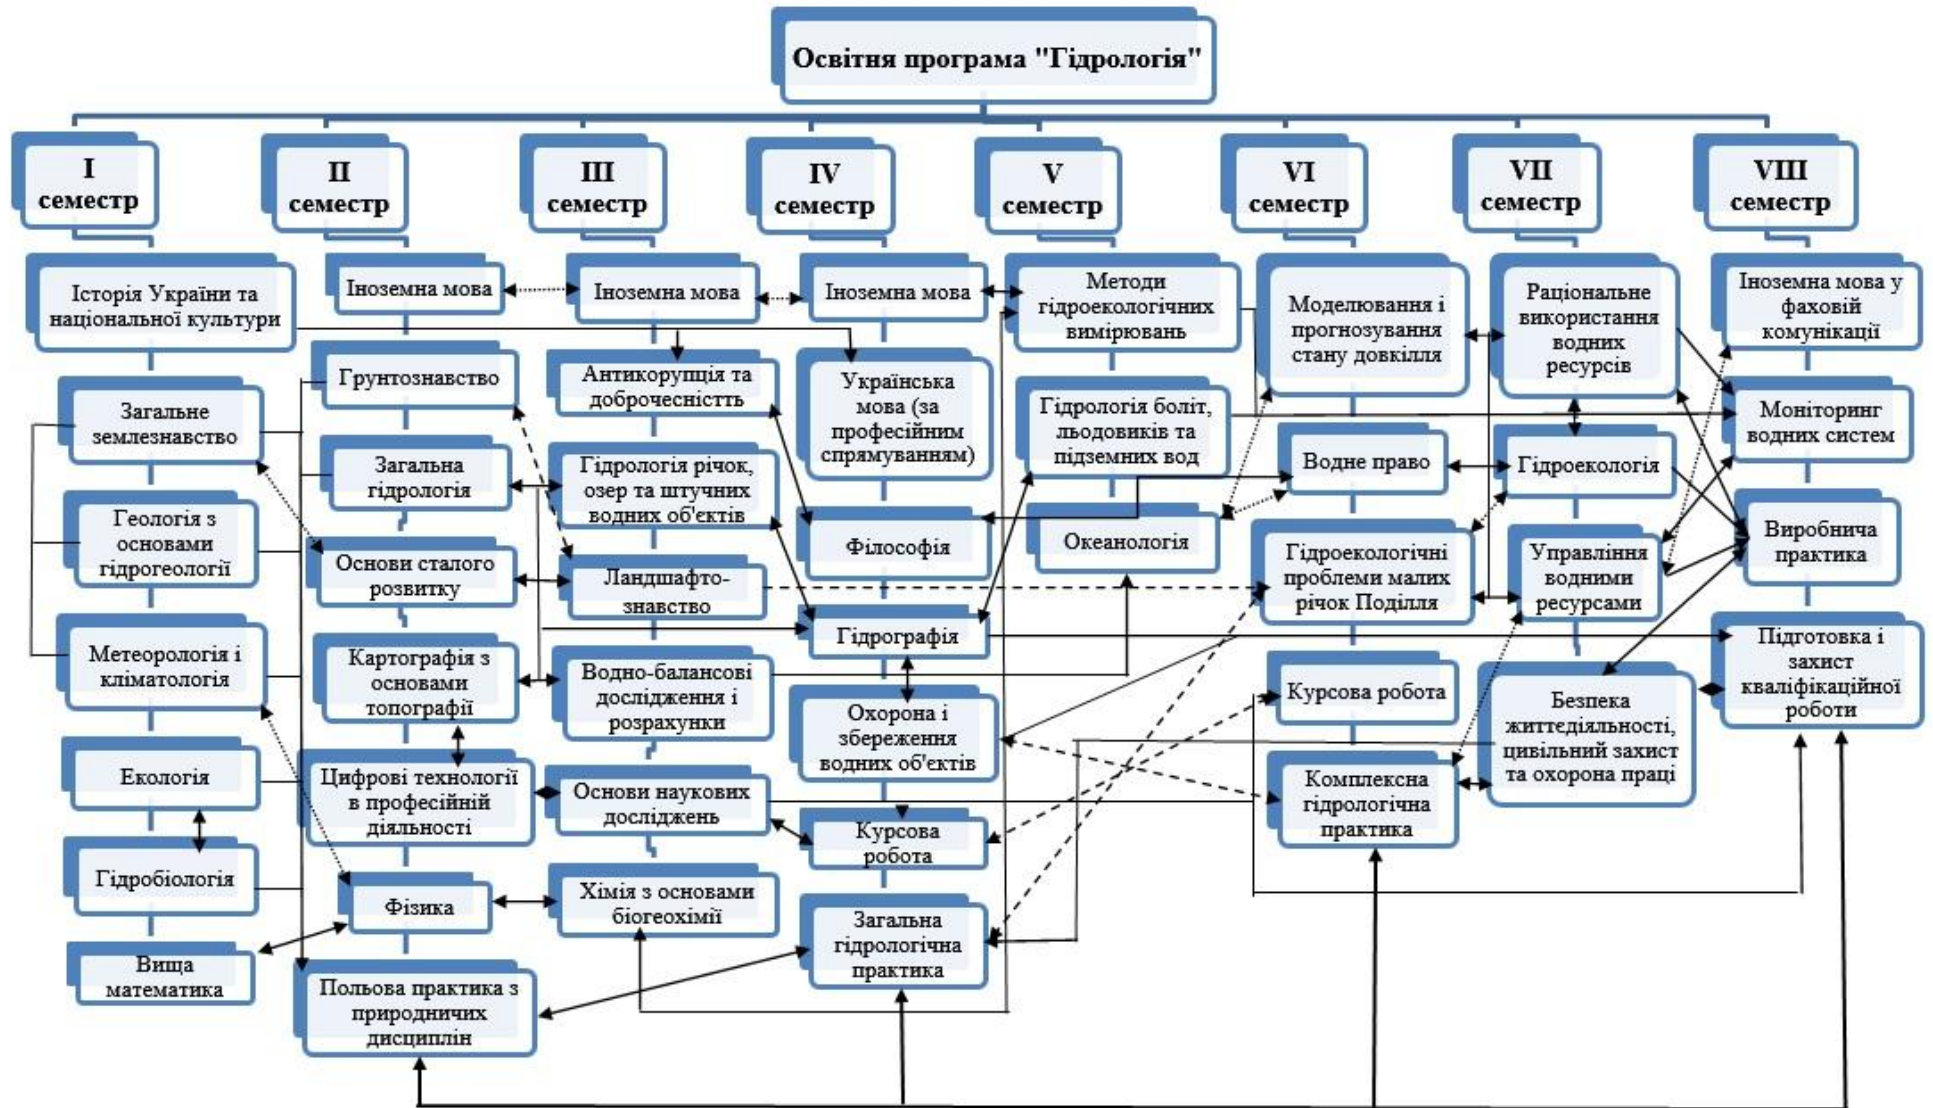 Освітня програма "Гідрологія"
I
семестр
II
семестр
III
семестр
IV
семестр
V
семестр
VI
семестр
VII
семестр
VIII
семестр
Історія України та
національної культури
Загальне
землезнавство
Геологія з
основами
гідрогеології
Метеорологія і
кліматологія
Екологія
Гідробіологія
Вища
математика
Іноземна мова
Грунтознавство
Загальна
гідрологія
Основи сталого
розвитку
Картографія з
основами
топографії
Цифрові технології
в професійній
діяльності
Фізика
Польова практика з
природничих
дисциплін
Іноземна мова
Антикорупція та
доброчесністть
Гідрологія річок,
озер та штучних
водних об'єктів
Ландшафто-
знавство
Водно-балансові
дослідження і
розрахунки
Основи наукових
досліджень
Хімія з основами
біогеохімії
Іноземна мова
Українська
мова (за
професійним
спрямуванням)
Філософія
Гідрографія
Охорона і
збереження
водних об'єктів
Курсова
робота
Загальна
гідрологічна
практика
Методи
гідроекологічних
вимірювань
Гідрологія боліт,
льодовиків та
підземних вод
Океанологія
Моделювання і
прогнозування
стану довкілля
Водне право
Гідроекологічні
проблеми малих
річок Поділля
Курсова робота
Комплексна
гідрологічна
практика
Раціональне
використання
водних
ресурсів
Гідроекологія
Управління
водними
ресурсами
Безпека
життєдіяльності,
цивільний захист
та охорона праці
Іноземна мова у
фаховій
комунікації
Моніторинг
водних систем
Виробнича
практика
Підготовка і
захист
кваліфікаційної
роботи